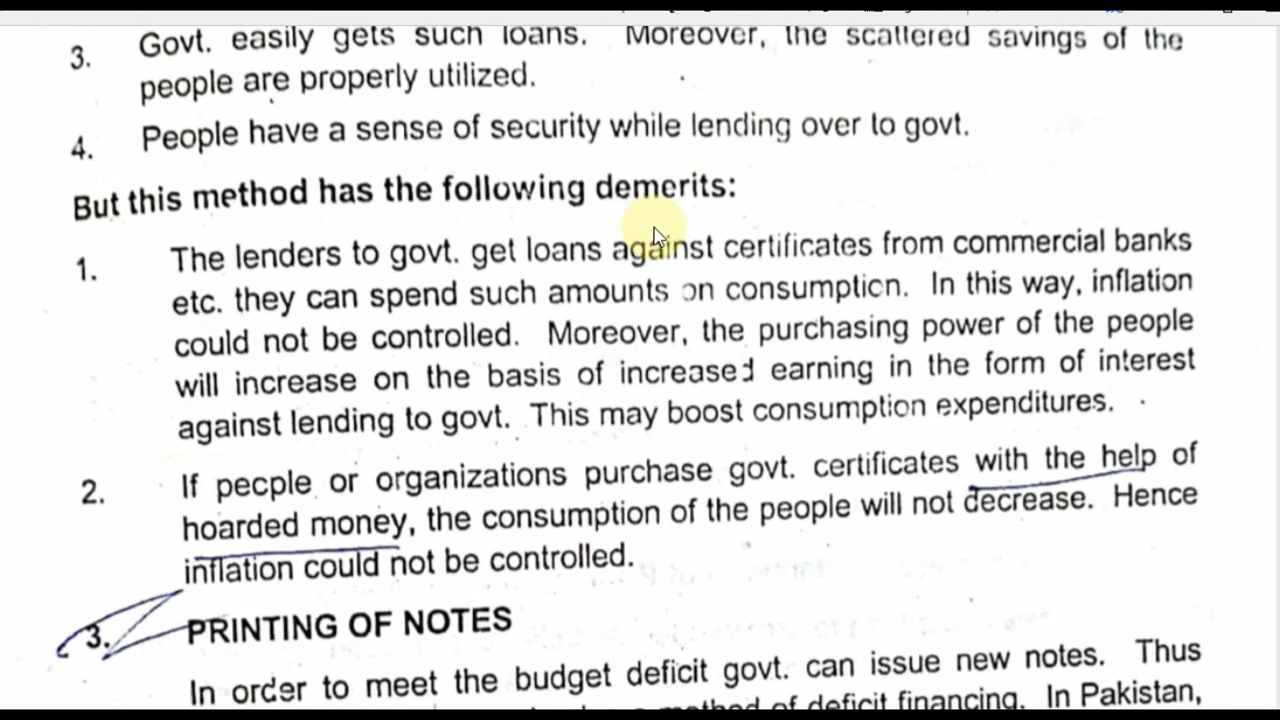 3. Govt. easily gets such loans. Moreover, the scattered savings of the
people are properly utilized.
4. People have a sense of security while lending over to govt.
But this method has the following demerits:
1. The lenders to govt. get loans against certificates from commercial banks
etc. they can spend such amounts on consumption. In this way, inflation
could not be controlled. Moreover, the purchasing power of the people
will increase on the basis of increased earning in the form of interest
against lending to govt. This may boost consumption expenditures.
2. If people or organizations purchase govt. certificates with the help of
hoarded money, the consumption of the people will not decrease. Hence
inflation could not be controlled.
3. PRINTING OF NOTES
In order to meet the budget deficit govt. can issue new notes. Thus
method of deficit financing. In Pakistan,